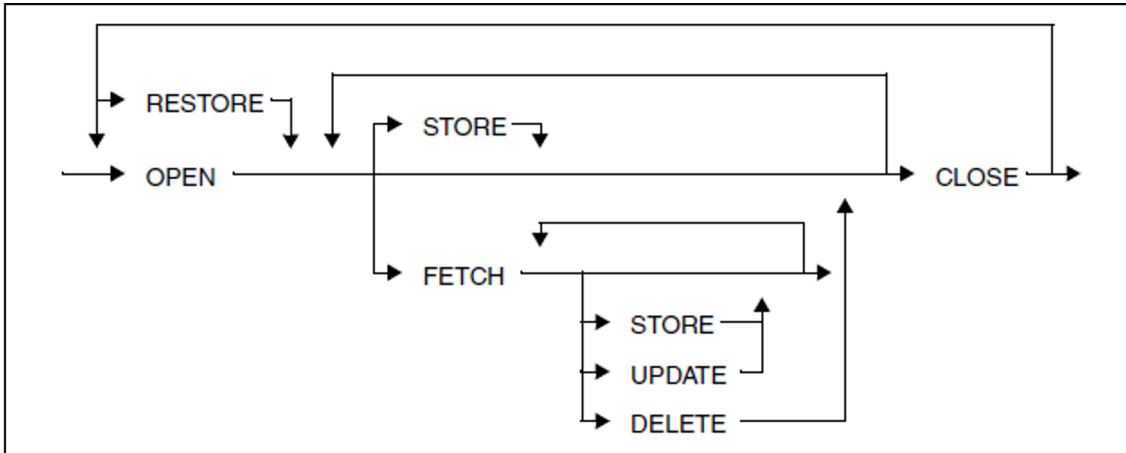 RESTORE
STORE
OPEN
CLOSE
FETCH
STORE
UPDATE
DELETE